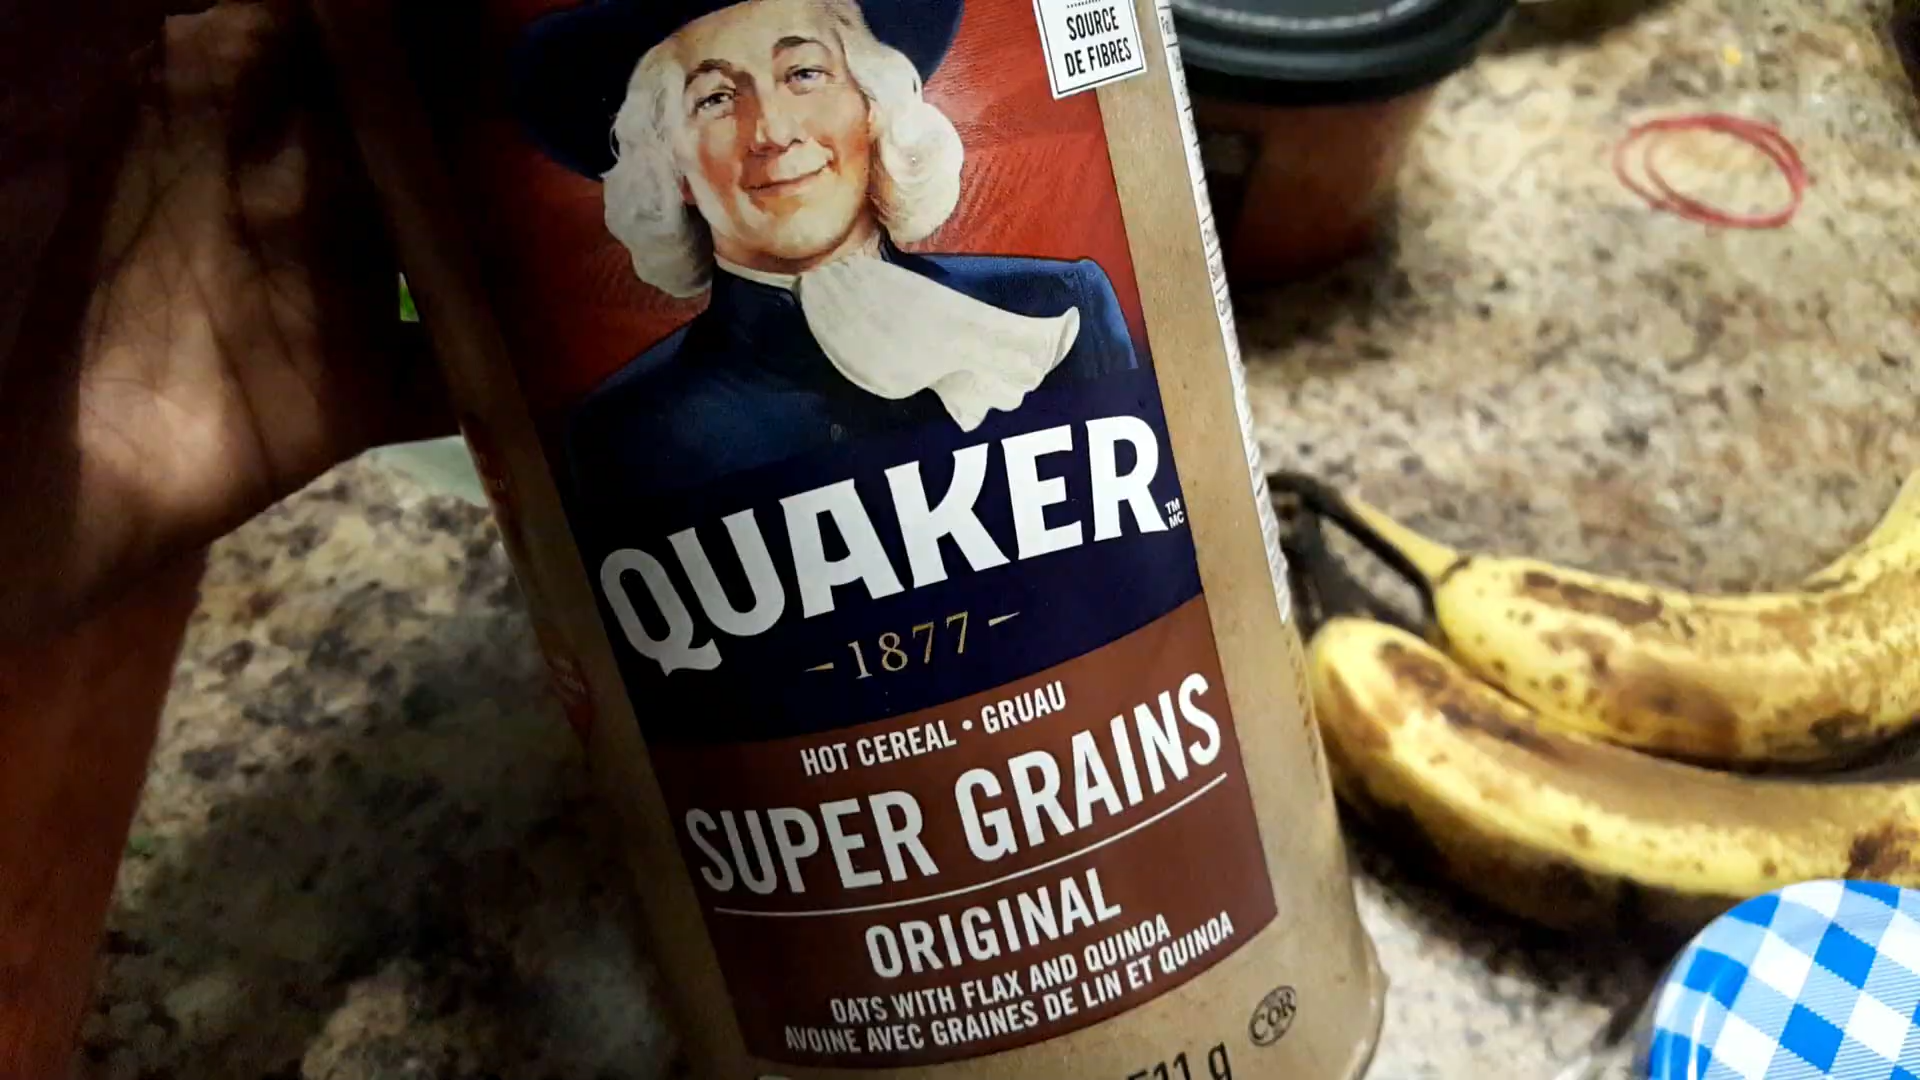 SOURCE
DE FIBRES
QUAKER TM MC
-1877-
HOT CEREAL • GRUAU
SUPER GRAINS
ORIGINAL
OATS WITH FLAX AND QUINOA
AVOINE AVEC GRAINES DE LIN ET QUINOA
COR
511 g